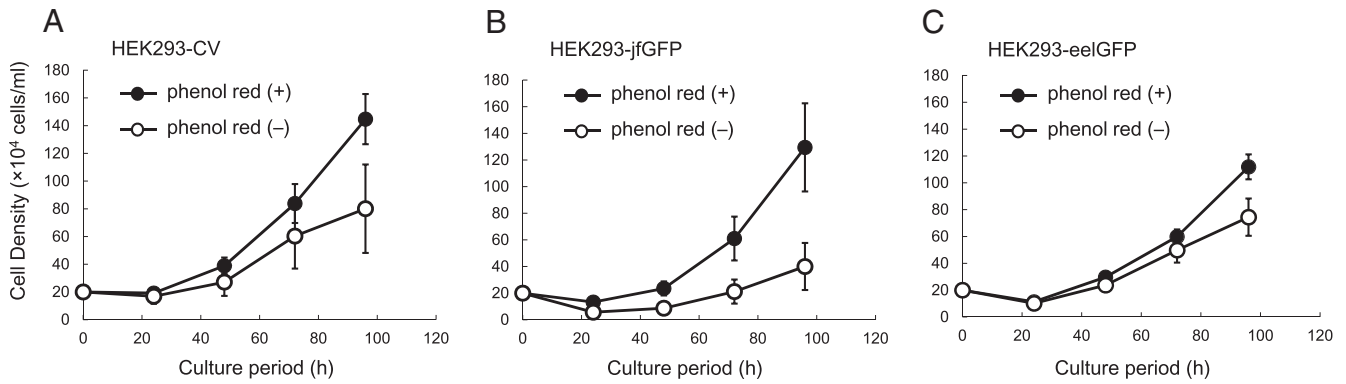 A
HEK293-CV
phenol red (+)
phenol red (–)
Cell Density (×10⁴ cells/ml)
180
160
140
120
100
80
60
40
20
0
0 20 40 60 80 100 120
Culture period (h)
B
HEK293-jfGFP
phenol red (+)
phenol red (–)
180
160
140
120
100
80
60
40
20
0
0 20 40 60 80 100 120
Culture period (h)
C
HEK293-eelGFP
phenol red (+)
phenol red (–)
180
160
140
120
100
80
60
40
20
0
0 20 40 60 80 100 120
Culture period (h)